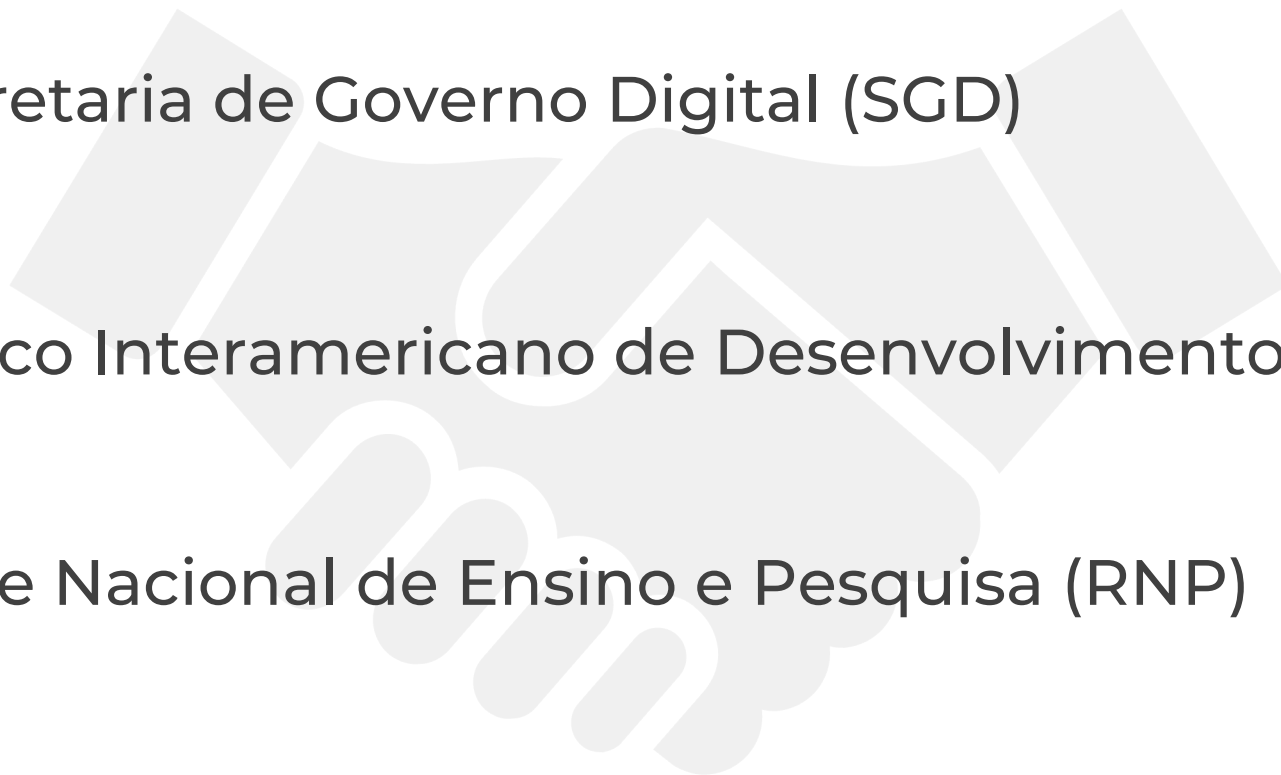 retaria de Governo Digital (SGD)
co Interamericano de Desenvolvimento
e Nacional de Ensino e Pesquisa (RNP)